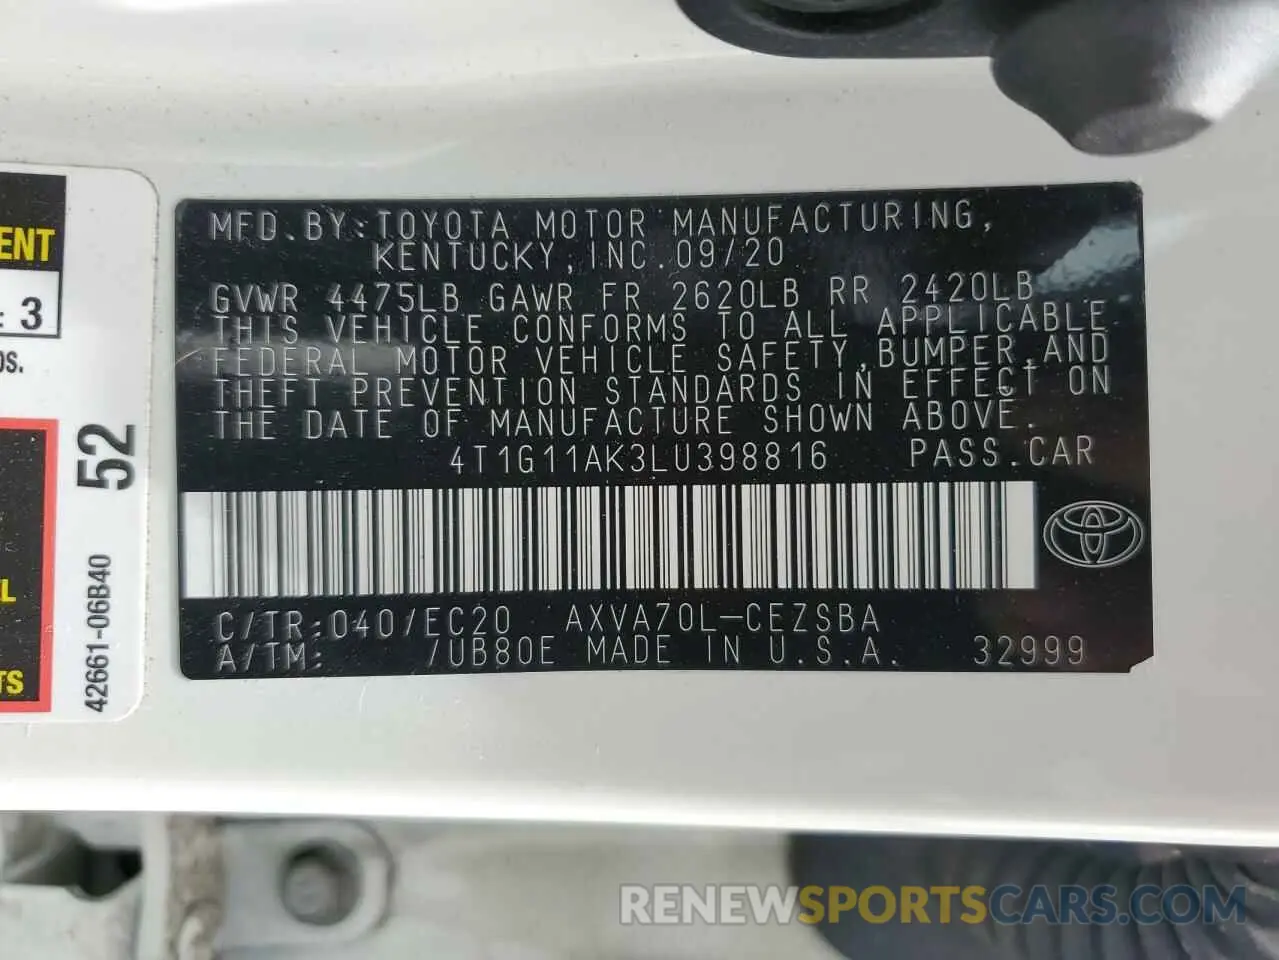 ENT
: 3
OS.
52
42661-06B40
L
TS
MFD.BY:TOYOTA MOTOR MANUFACTURING,
KENTUCKY,INC.09/20
GVWR 4475LB GAWR FR 2620LB RR 2420LB
THIS VEHICLE CONFORMS TO ALL APPLICABLE
FEDERAL MOTOR VEHICLE SAFETY,BUMPER,AND
THEFT PREVENTION STANDARDS IN EFFECT ON
THE DATE OF MANUFACTURE SHOWN ABOVE.
4T1G11AK3LU398816 PASS.CAR
C/TR:040/EC20 AXVA70L-CEZSBA
A/TM: /UB80E MADE IN U.S.A. 32999
RENEWSPORTSCARS.COM